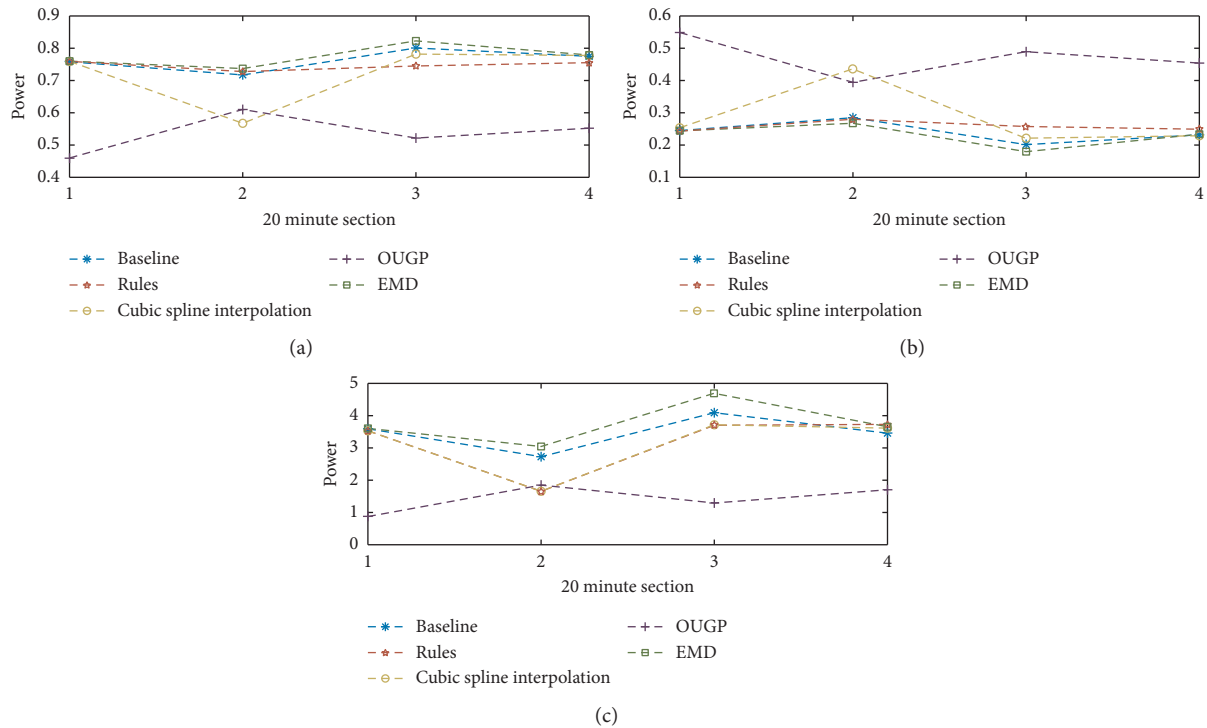 0.9
0.8
0.7
0.6
0.5
0.4
Power
1 2 3 4
20 minute section
Baseline
Rules
Cubic spline interpolation
OUGP
EMD
(a)
0.6
0.5
0.4
0.3
0.2
0.1
Power
1 2 3 4
20 minute section
Baseline
Rules
Cubic spline interpolation
OUGP
EMD
(b)
5
4
3
2
1
0
Power
1 2 3 4
20 minute section
Baseline
Rules
Cubic spline interpolation
OUGP
EMD
(c)